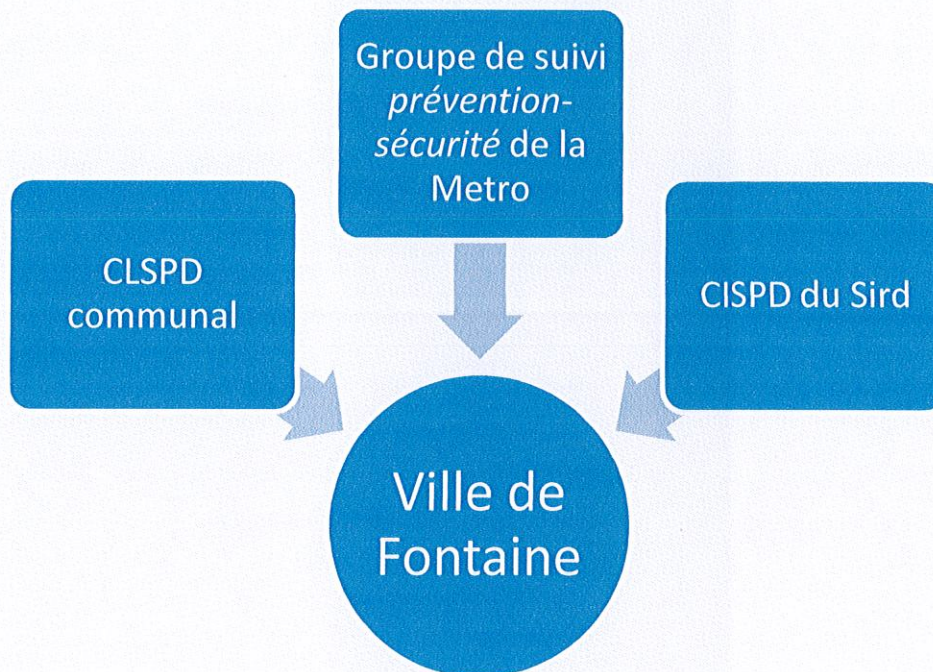 Groupe de suivi
prévention-
sécurité de la
Metro
CLSPD
communal
CISPD du Sird
Ville de
Fontaine